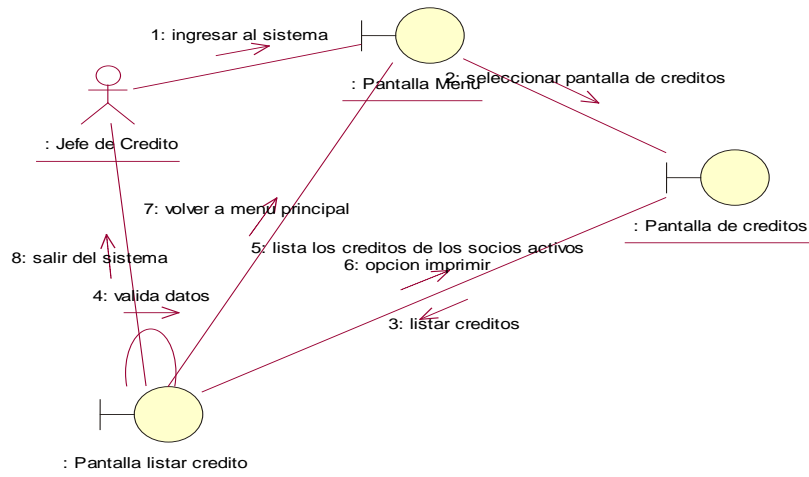 1: ingresar al sistema
: Pantalla Menu
2: seleccionar pantalla de creditos
: Jefe de Credito
: Pantalla de creditos
7: volver a menu principal
5: lista los creditos de los socios activos
6: opcion imprimir
8: salir del sistema
4: valida datos
3: listar creditos
: Pantalla listar credito